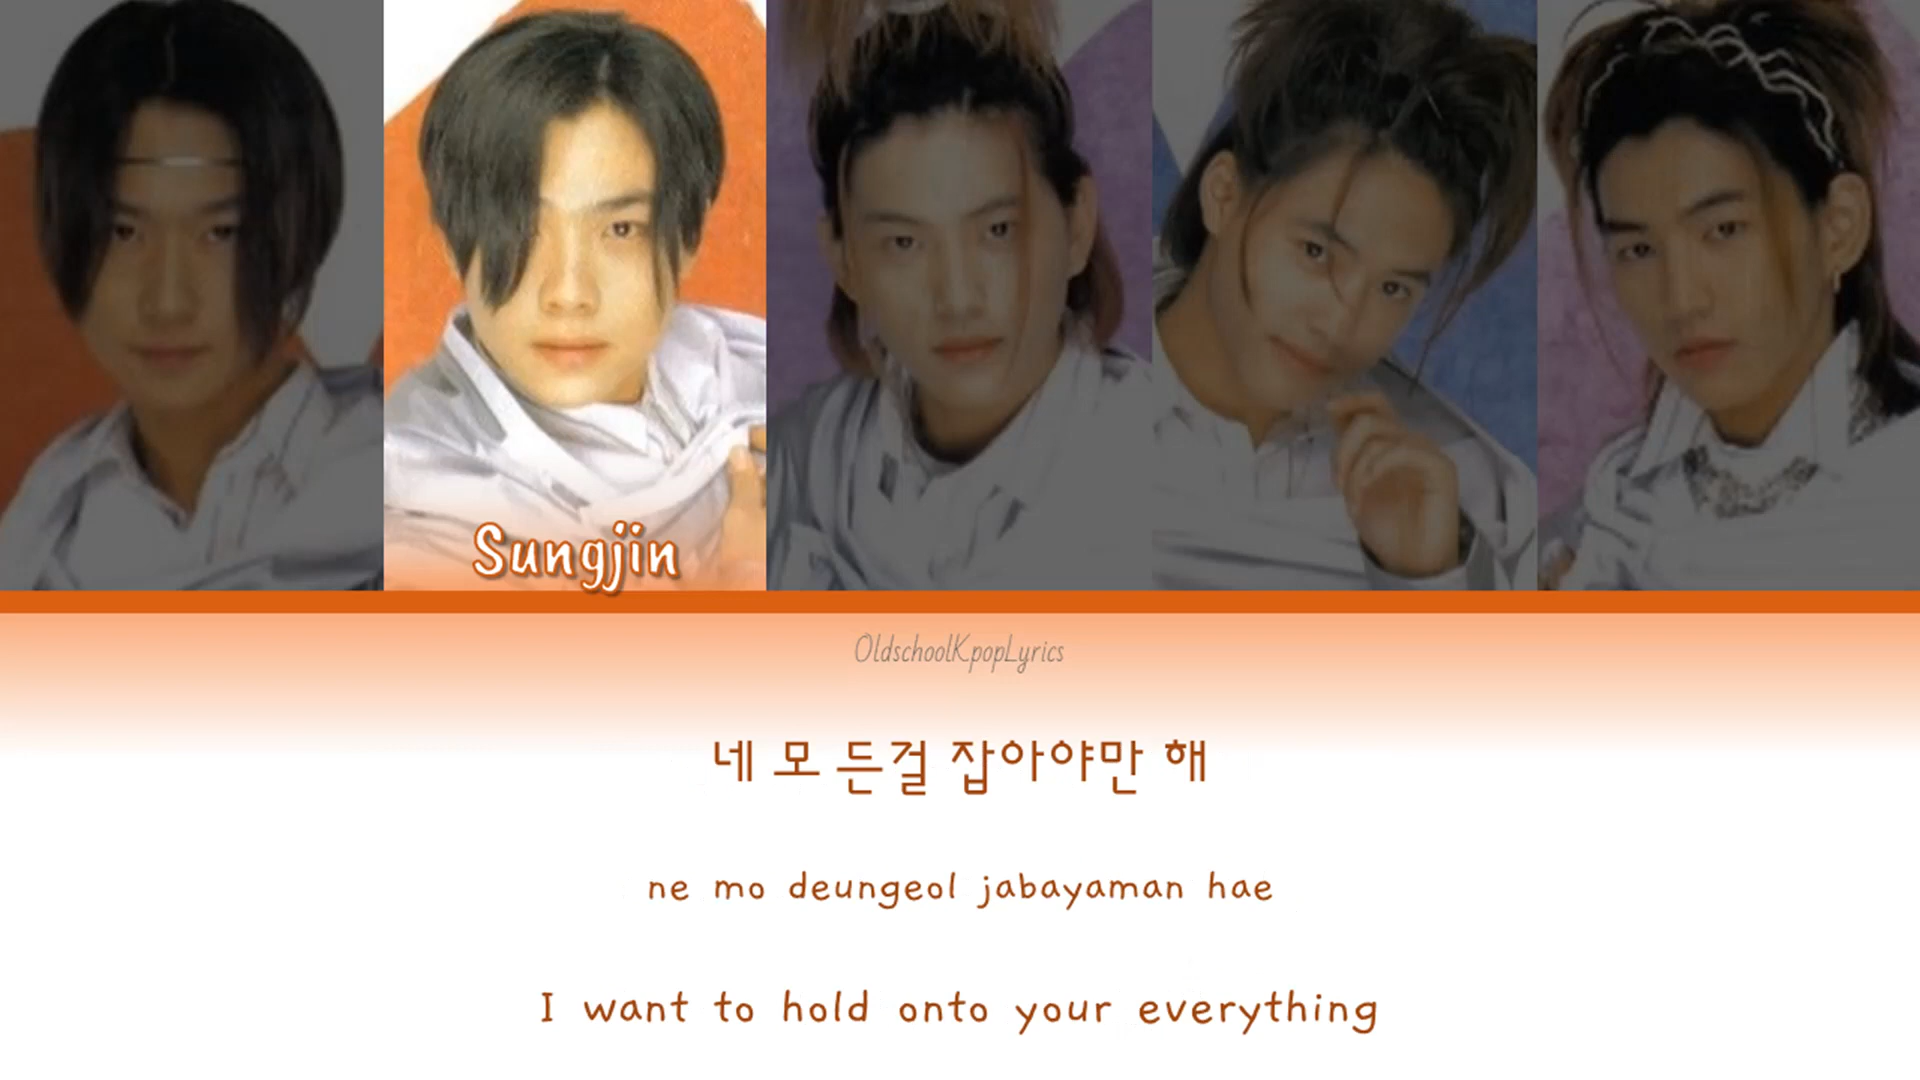 Sungjin
OldschoolKpopLyrics
네 모 든걸 잡아야만 해
ne mo deungeol jabayaman hae
I want to hold onto your everything